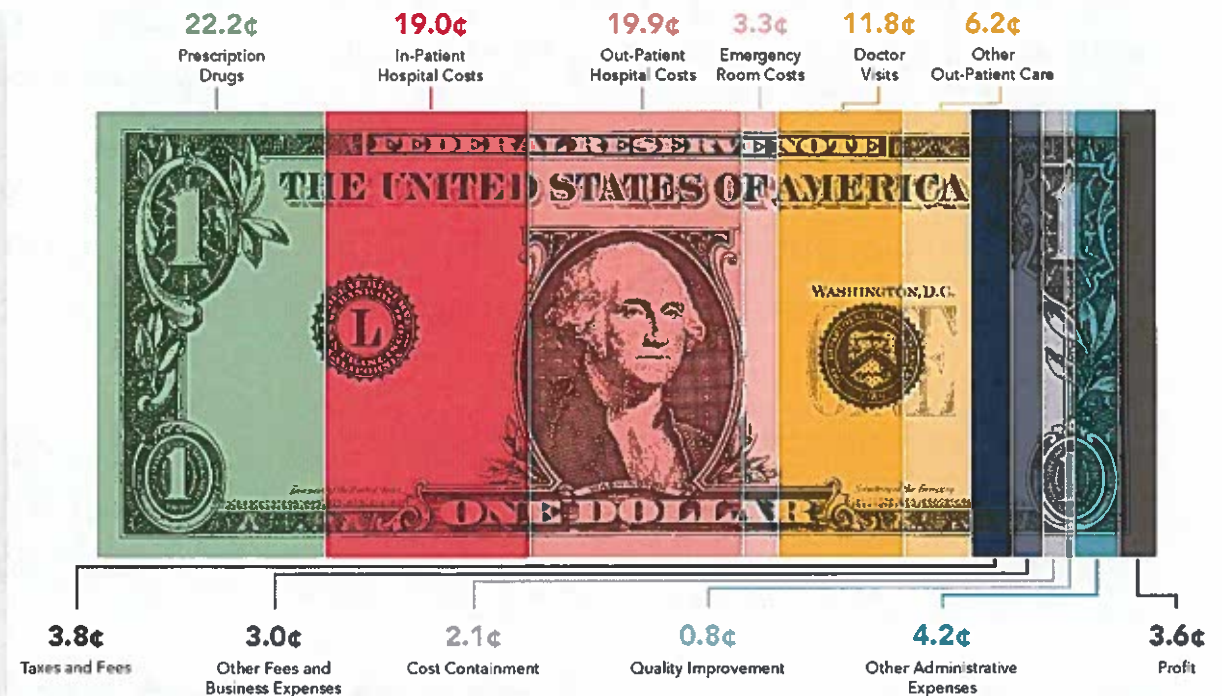 22.2¢
Prescription
Drugs
19.0¢
In-Patient
Hospital Costs
19.9¢
Out-Patient
Hospital Costs
3.3¢
Emergency
Room Costs
11.8¢
Doctor
Visits
6.2¢
Other
Out-Patient Care
FEDERAL RESERVE NOTE
THE UNITED STATES OF AMERICA
1
1
L
WASHINGTON, D.C.
ONE
1
1
ONE DOLLAR
3.8¢
Taxes and Fees
3.0¢
Other Fees and
Business Expenses
2.1¢
Cost Containment
0.8¢
Quality Improvement
4.2¢
Other Administrative
Expenses
3.6¢
Profit